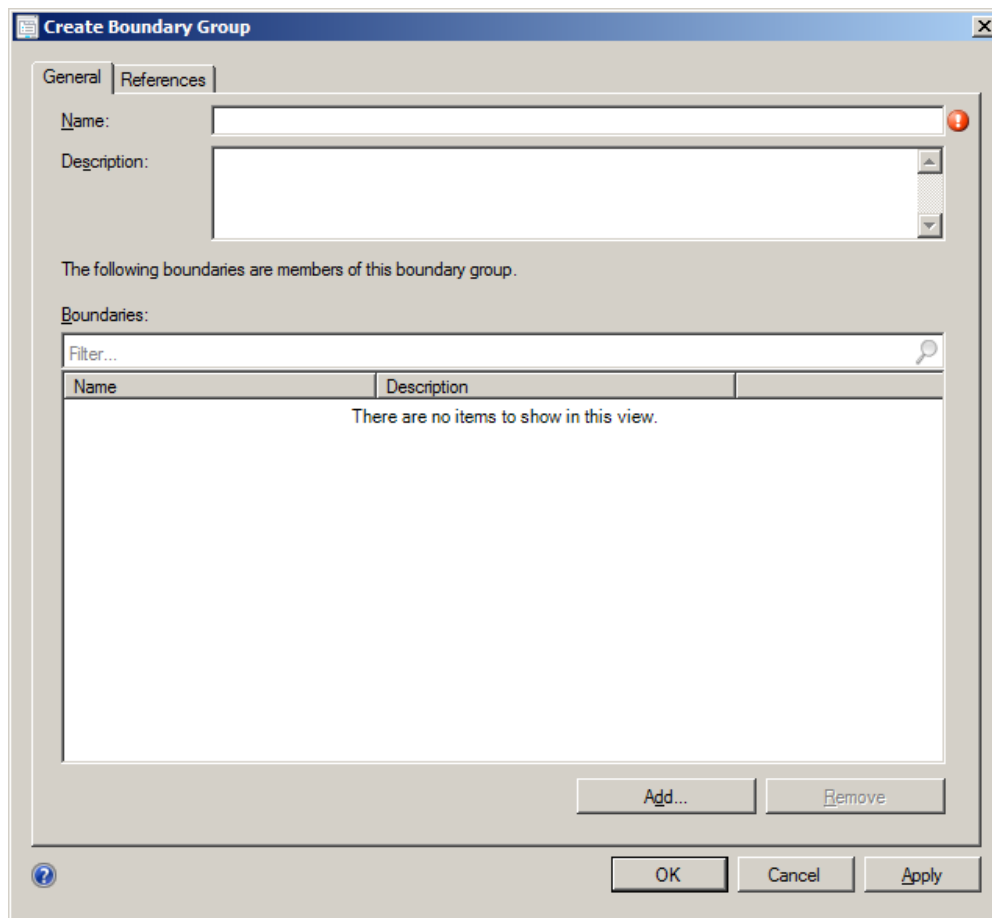 Create Boundary Group
General References
Name:
Description:
The following boundaries are members of this boundary group.
Boundaries:
Filter...
Name Description
There are no items to show in this view.
Add... Remove
OK Cancel Apply